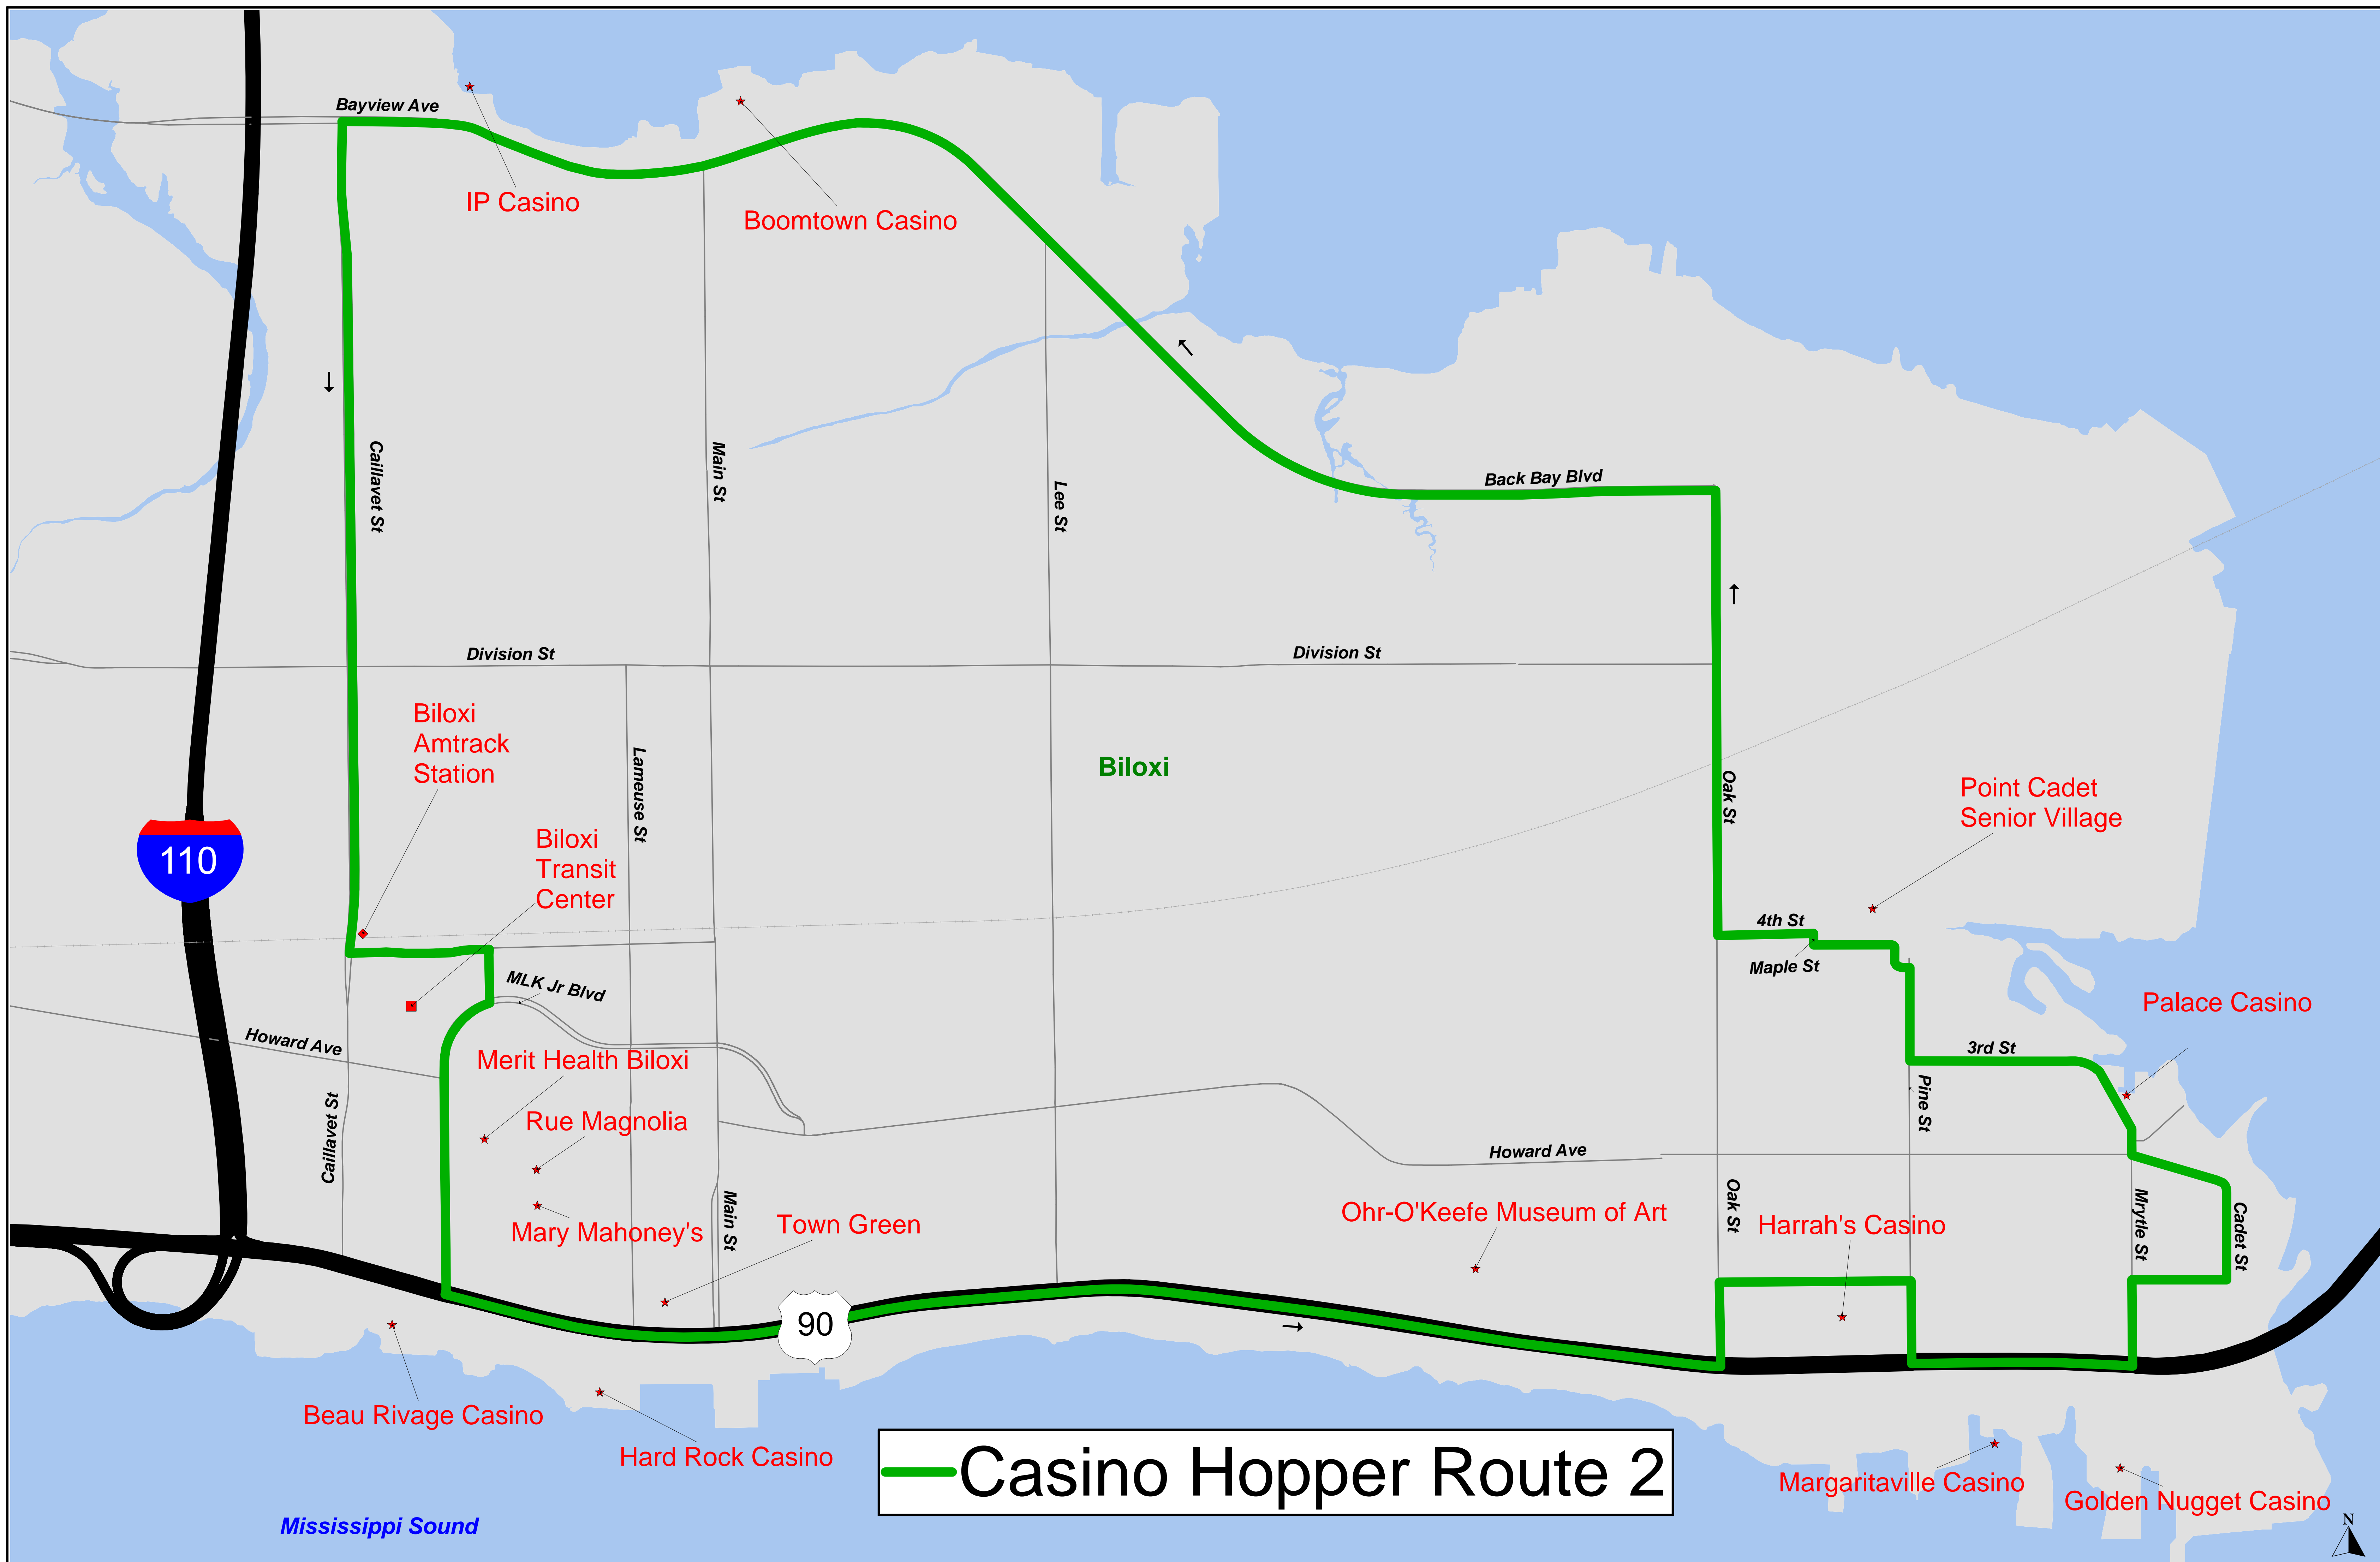 Bayview Ave
IP Casino
Boomtown Casino
Caillavet St
Main St
Lee St
Back Bay Blvd
Division St
Division St
Biloxi
Amtrack
Station
Lameuse St
Biloxi
Oak St
Point Cadet
Senior Village
110
Biloxi
Transit
Center
4th St
Maple St
MLK Jr Blvd
Palace Casino
Howard Ave
Merit Health Biloxi
3rd St
Pine St
Rue Magnolia
Caillavet St
Howard Ave
Mary Mahoney's
Main St
Town Green
Ohr-O'Keefe Museum of Art
Oak St
Harrah's Casino
Mrytle St
Cadet St
90
Beau Rivage Casino
Hard Rock Casino
Casino Hopper Route 2
Margaritaville Casino
Golden Nugget Casino
Mississippi Sound
N